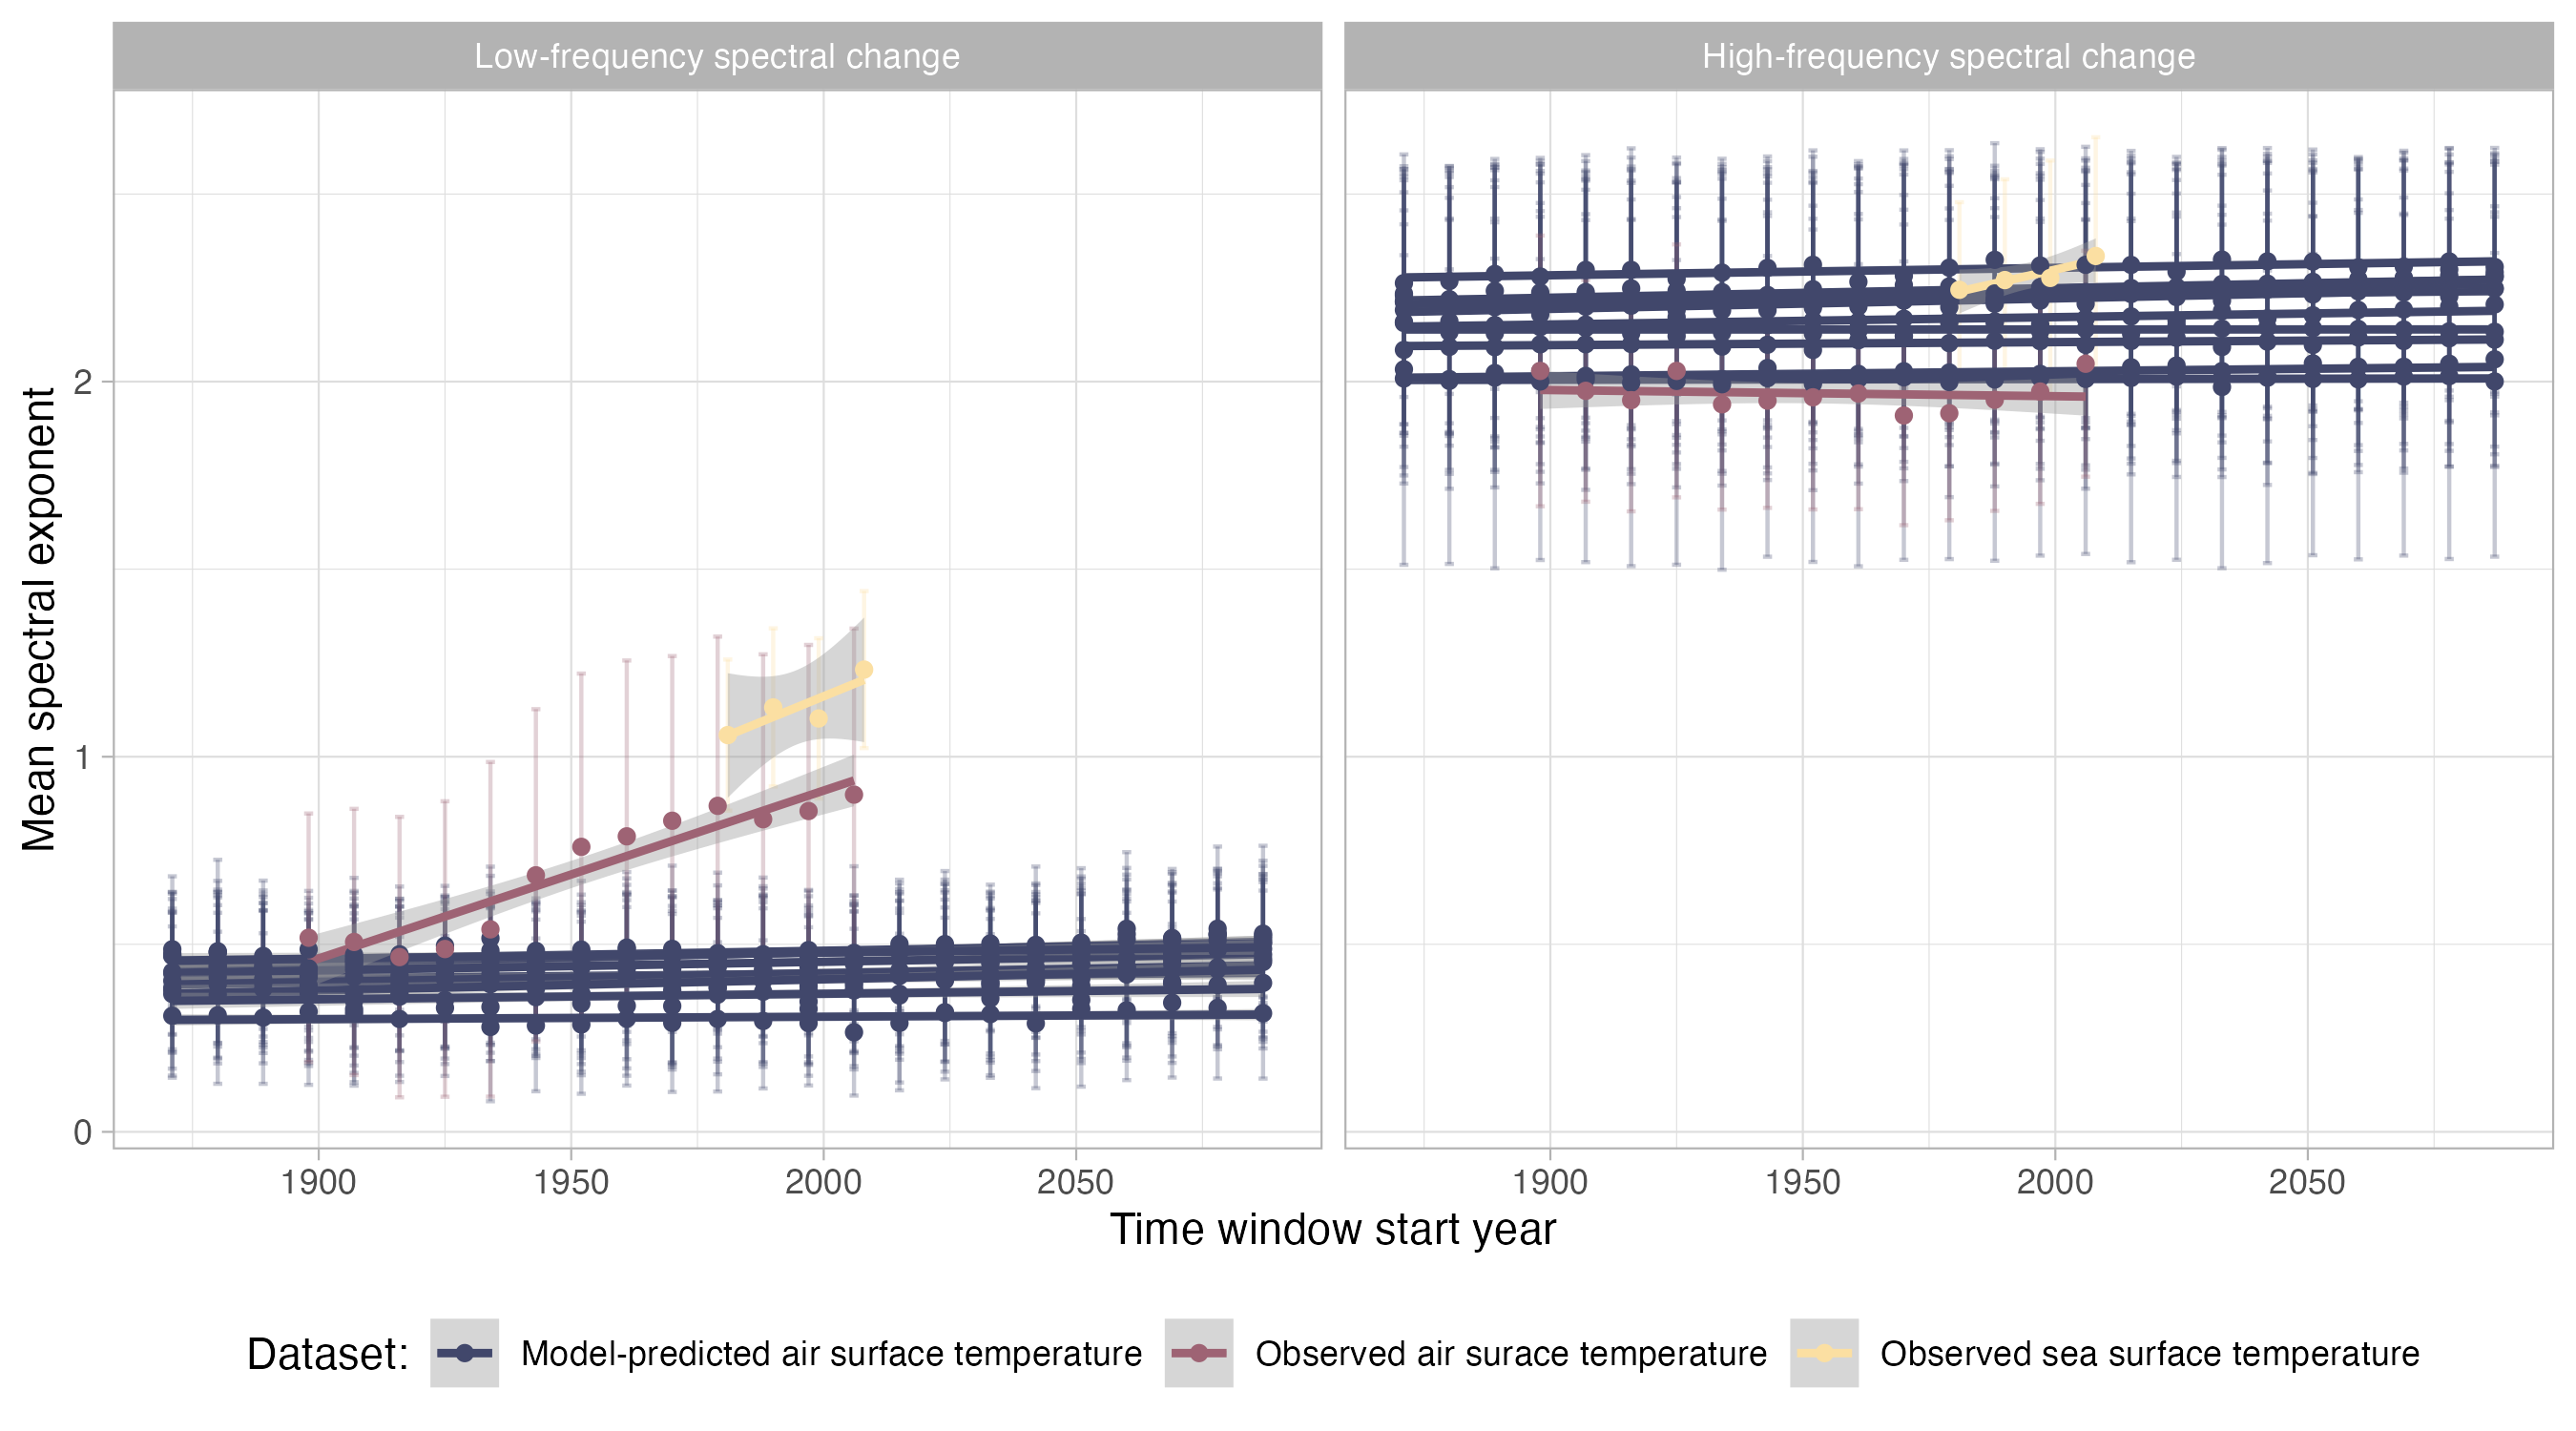 Low-frequency spectral change
High-frequency spectral change
Mean spectral exponent
2
1
0
1900 1950 2000 2050
1900 1950 2000 2050
Time window start year
Dataset: Model-predicted air surface temperature Observed air surace temperature Observed sea surface temperature